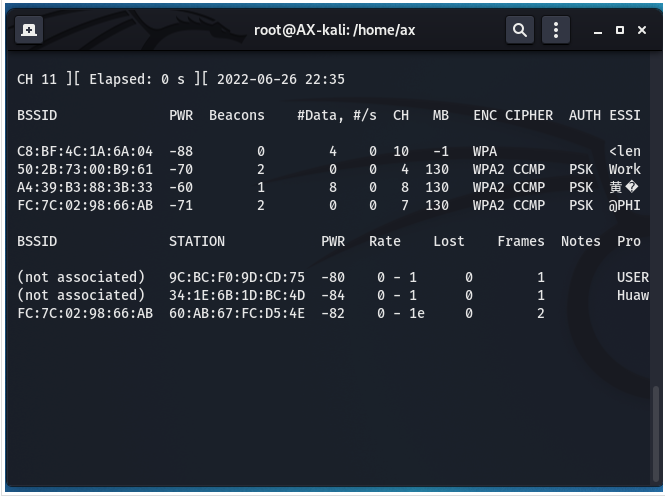 root@AX-kali: /home/ax
CH 11 ][ Elapsed: 0 s ][ 2022-06-26 22:35
BSSID PWR Beacons #Data, #/s CH MB ENC CIPHER AUTH ESSI
C8:BF:4C:1A:6A:04 -88 0 4 0 10 -1 WPA <len
50:2B:73:00:B9:61 -70 2 0 0 4 130 WPA2 CCMP PSK Work
A4:39:B3:88:3B:33 -60 1 8 0 8 130 WPA2 CCMP PSK 黄�
FC:7C:02:98:66:AB -71 2 0 0 7 130 WPA2 CCMP PSK @PHI
BSSID STATION PWR Rate Lost Frames Notes Pro
(not associated) 9C:BC:F0:9D:CD:75 -80 0 - 1 0 1 USER
(not associated) 34:1E:6B:1D:BC:4D -84 0 - 1 0 1 Huaw
FC:7C:02:98:66:AB 60:AB:67:FC:D5:4E -82 0 - 1e 0 2